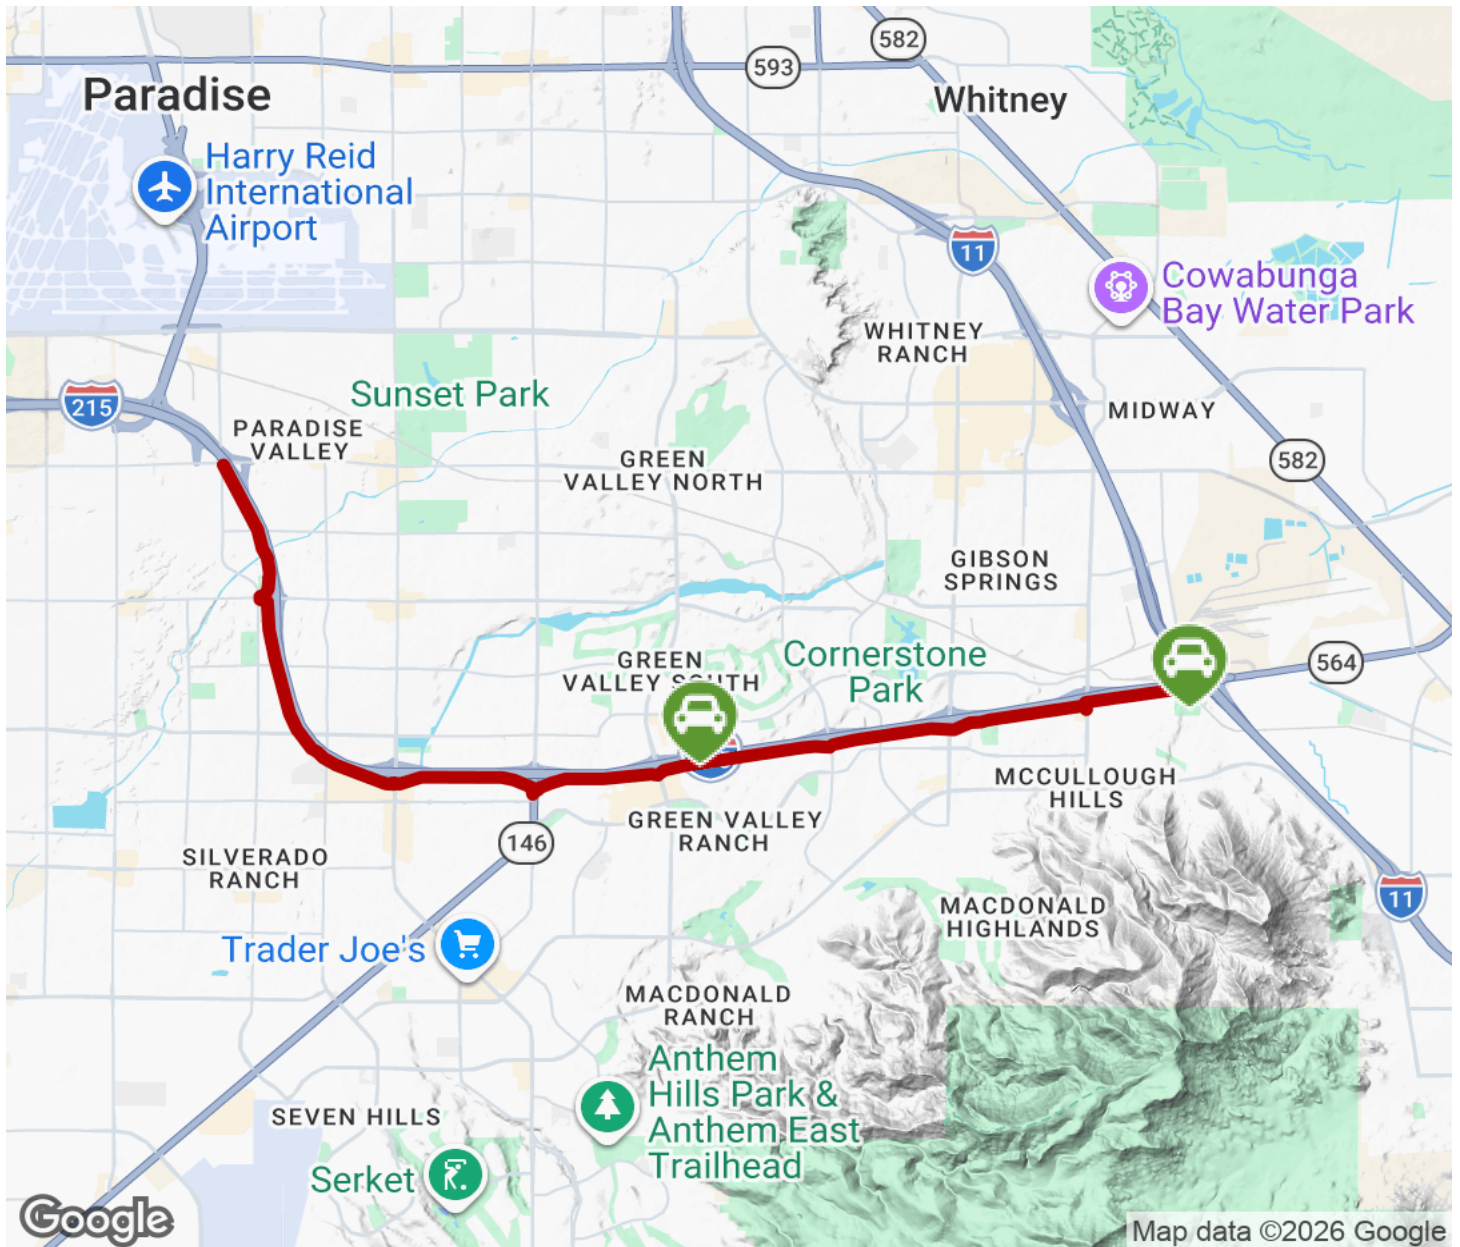 582
593
Paradise
Whitney
Harry Reid
International
Airport
11
Cowabunga
Bay Water Park
WHITNEY
RANCH
215
Sunset Park
MIDWAY
PARADISE
VALLEY
GREEN
VALLEY NORTH
582
GIBSON
SPRINGS
GREEN
VALLEY SOUTH
Cornerstone
Park
564
MCCULLOUGH
HILLS
GREEN VALLEY
RANCH
146
SILVERADO
RANCH
11
MACDONALD
HIGHLANDS
Trader Joe's
MACDONALD
RANCH
Anthem
Hills Park &
Anthem East
Trailhead
SEVEN HILLS
Serket
Google
Map data ©2026 Google